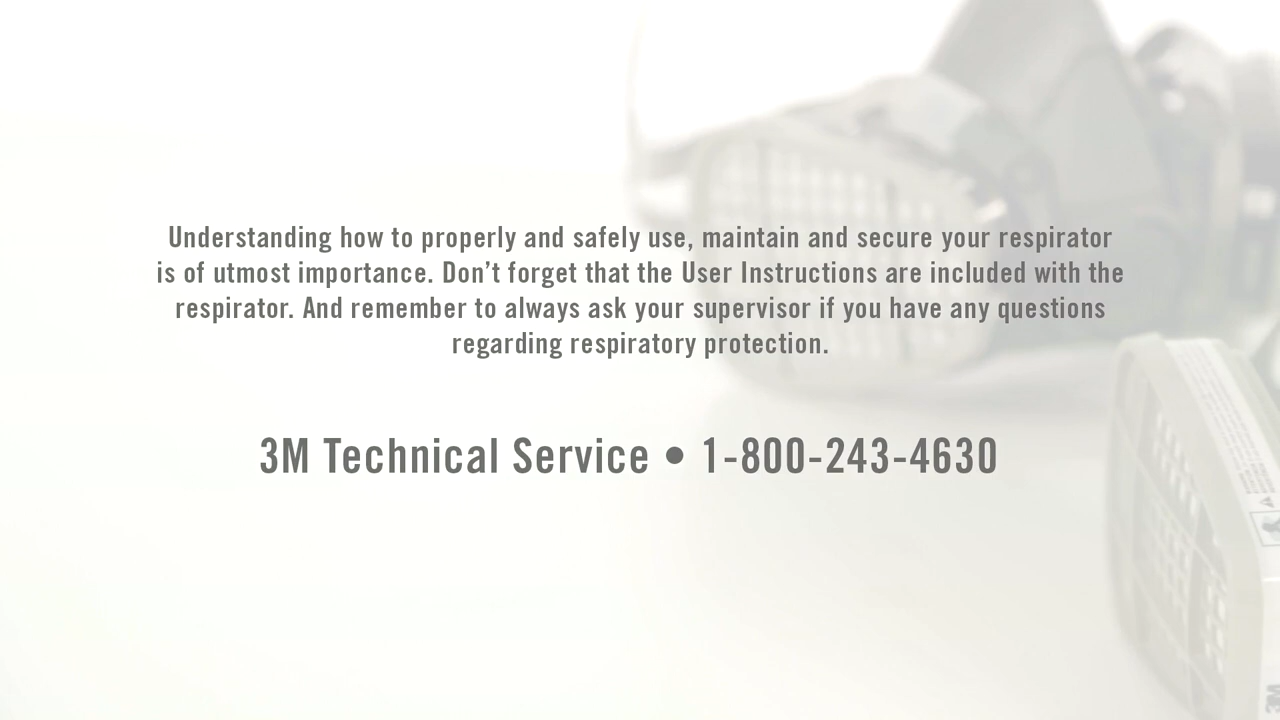 Understanding how to properly and safely use, maintain and secure your respirator
is of utmost importance. Don’t forget that the User Instructions are included with the
respirator. And remember to always ask your supervisor if you have any questions
regarding respiratory protection.
3M Technical Service • 1-800-243-4630
3M